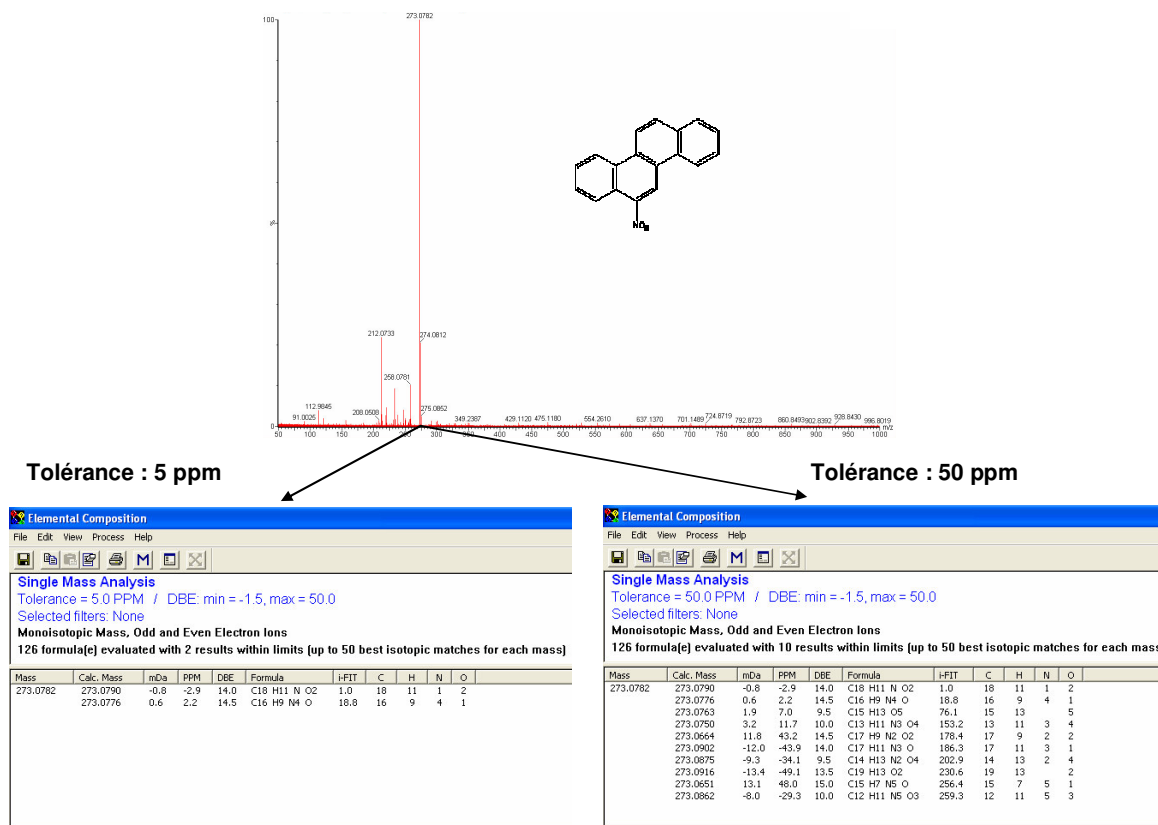 100
273.0782
%
0
212.0733
274.0812
258.0781
112.9845
91.0025
208.0508
275.0852
349.2387
429.1120
475.1180
554.2610
637.1370
701.1489
724.8719
792.8723
860.8493
902.8392
928.8430
996.8019
50 100 150 200 250 300 350 400 450 500 550 600 650 700 750 800 850 900 950 1000
m/z
Tolérance : 5 ppm
Tolérance : 50 ppm
Elemental Composition
File Edit View Process Help
M
Single Mass Analysis
Tolerance = 5.0 PPM / DBE: min = -1.5, max = 50.0
Selected filters: None
Monoisotopic Mass, Odd and Even Electron Ions
126 formula(e) evaluated with 2 results within limits (up to 50 best isotopic matches for each mass)
Mass Calc. Mass mDa PPM DBE Formula i-FIT C H N O
273.0782 273.0790 -0.8 -2.9 14.0 C18 H11 N O2 1.0 18 11 1 2
273.0776 0.6 2.2 14.5 C16 H9 N4 O 18.8 16 9 4 1
Elemental Composition
File Edit View Process Help
M
Single Mass Analysis
Tolerance = 50.0 PPM / DBE: min = -1.5, max = 50.0
Selected filters: None
Monoisotopic Mass, Odd and Even Electron Ions
126 formula(e) evaluated with 10 results within limits (up to 50 best isotopic matches for each mass
Mass Calc. Mass mDa PPM DBE Formula i-FIT C H N O
273.0782 273.0790 -0.8 -2.9 14.0 C18 H11 N O2 1.0 18 11 1 2
273.0776 0.6 2.2 14.5 C16 H9 N4 O 18.8 16 9 4 1
273.0763 1.9 7.0 9.5 C15 H13 O5 76.1 15 13 5
273.0750 3.2 11.7 10.0 C13 H11 N3 O4 153.2 13 11 3 4
273.0664 11.8 43.2 14.5 C17 H9 N2 O2 178.4 17 9 2 2
273.0902 -12.0 -43.9 14.0 C17 H11 N3 O 186.3 17 11 3 1
273.0875 -9.3 -34.1 9.5 C14 H13 N2 O4 202.9 14 13 2 4
273.0916 -13.4 -49.1 13.5 C19 H13 O2 230.6 19 13 2
273.0651 13.1 48.0 15.0 C15 H7 N5 O 256.4 15 7 5 1
273.0862 -8.0 -29.3 10.0 C12 H11 N5 O3 259.3 12 11 5 3